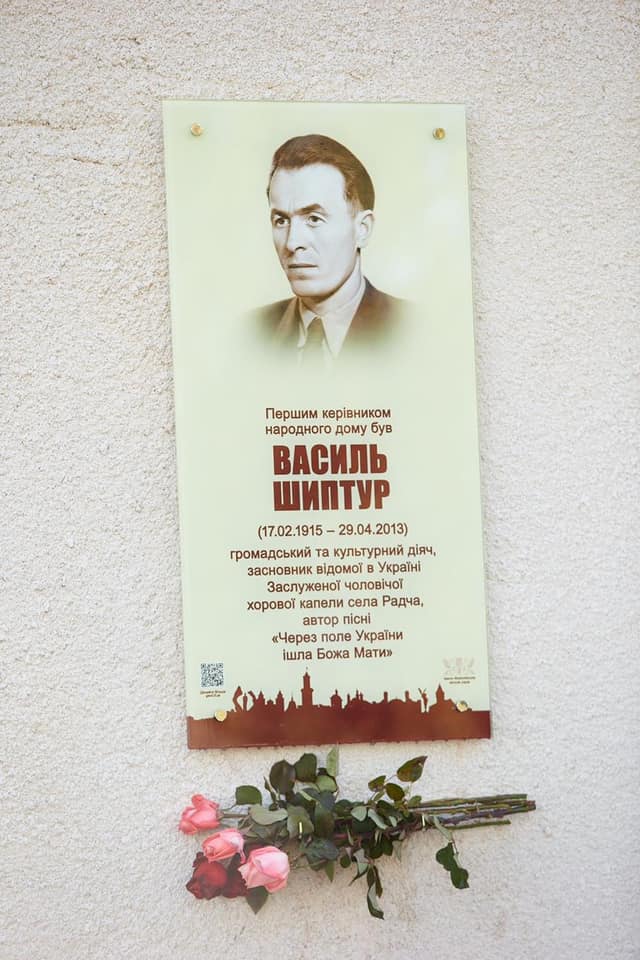 Першим керівником
народного дому був
ВАСИЛЬ
ШИПТУР
(17.02.1915 – 29.04.2013)
громадський та культурний діяч,
засновник відомої в Україні
Заслуженої чоловічої
хорової капели села Радча,
автор пісні
«Через поле України
ішла Божа Мати»